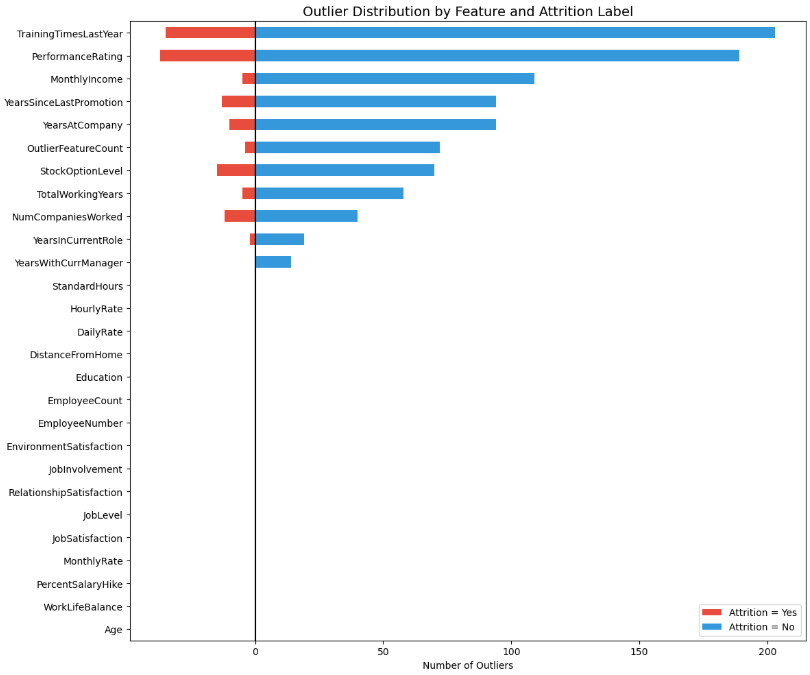 Outlier Distribution by Feature and Attrition Label
TrainingTimesLastYear
PerformanceRating
MonthlyIncome
YearsSinceLastPromotion
YearsAtCompany
OutlierFeatureCount
StockOptionLevel
TotalWorkingYears
NumCompaniesWorked
YearsInCurrentRole
YearsWithCurrManager
StandardHours
HourlyRate
DailyRate
DistanceFromHome
Education
EmployeeCount
EmployeeNumber
EnvironmentSatisfaction
JobInvolvement
RelationshipSatisfaction
JobLevel
JobSatisfaction
MonthlyRate
PercentSalaryHike
WorkLifeBalance
Age
Attrition = Yes
Attrition = No
0 50 100 150 200
Number of Outliers